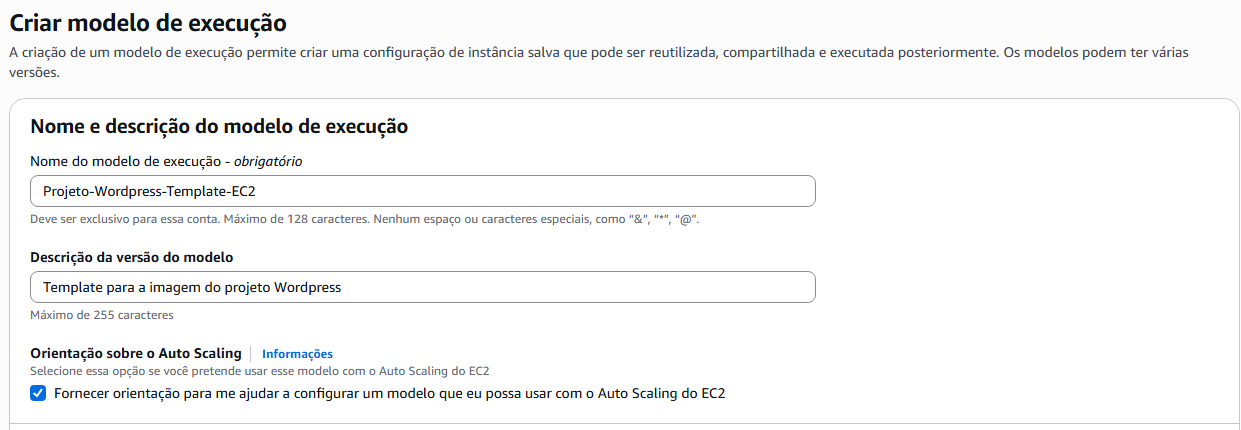 Criar modelo de execução
A criação de um modelo de execução permite criar uma configuração de instância salva que pode ser reutilizada, compartilhada e executada posteriormente. Os modelos podem ter várias
versões.
Nome e descrição do modelo de execução
Nome do modelo de execução - obrigatório
Projeto-Wordpress-Template-EC2
Deve ser exclusivo para essa conta. Máximo de 128 caracteres. Nenhum espaço ou caracteres especiais, como “&”, “*”, “@”.
Descrição da versão do modelo
Template para a imagem do projeto Wordpress
Máximo de 255 caracteres
Orientação sobre o Auto Scaling Informações
Selecione essa opção se você pretende usar esse modelo com o Auto Scaling do EC2
Fornecer orientação para me ajudar a configurar um modelo que eu possa usar com o Auto Scaling do EC2